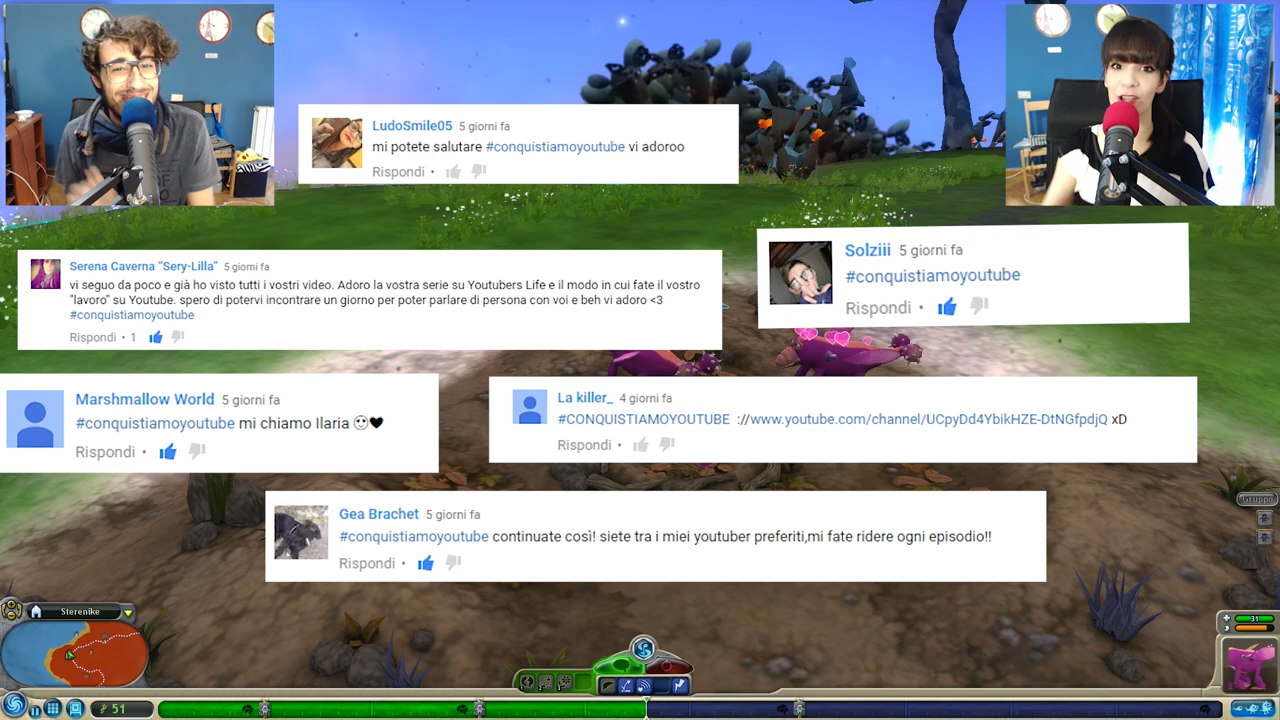 LudoSmile05 5 giorni fa
mi potete salutare #conquistiamoyoutube vi adoroo
Rispondi •
Serena Caverna "Sery-Lilla" 5 giorni fa
vi seguo da poco e già ho visto tutti i vostri video. Adoro la vostra serie su Youtubers Life e il modo in cui fate il vostro
"lavoro" su Youtube. spero di potervi incontrare un giorno per poter parlare di persona con voi e beh vi adoro <3
#conquistiamoyoutube
Rispondi • 1
Solziii 5 giorni fa
#conquistiamoyoutube
Rispondi •
Marshmallow World 5 giorni fa
#conquistiamoyoutube mi chiamo Ilaria 😶♥
Rispondi •
La killer_ 4 giorni fa
#CONQUISTIAMOYOUTUBE ://www.youtube.com/channel/UCpyDd4YbikHZE-DtNGfpdjQ xD
Rispondi •
Gea Brachet 5 giorni fa
#conquistiamoyoutube continuate così! siete tra i miei youtuber preferiti,mi fate ridere ogni episodio!!
Rispondi •
Gruppo
Sterenike
31
51